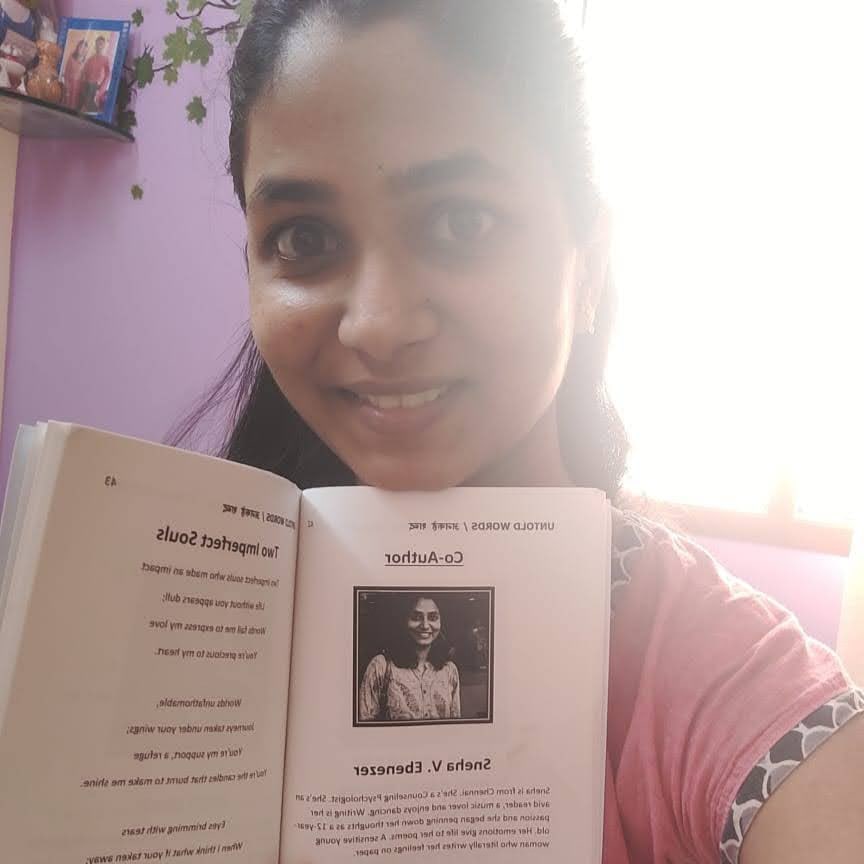 UNTOLD WORDS / अनकहे शब्द
Co-Author
Sneha V. Ebenezer
Sneha is from Chennai. She's a Counseling Psychologist. She's an
avid reader, a music lover and enjoys dancing. Writing is her
passion and she began penning down her thoughts as a 12-year-
old. Her emotions give life to her poems. A sensitive young
woman who literally writes her feelings on paper.
UNTOLD WORDS / अनकहे शब्द
43
Two Imperfect Souls
Two imperfect souls who made an impact
Life without you appears dull;
Words fail me to express my love
You're precious to my heart.
Worlds unfathomable,
Journeys taken under your wings;
You're my support, a refuge
You're the candles that burnt to make me shine.
Eyes brimming with tears
When I think what if your taken away;